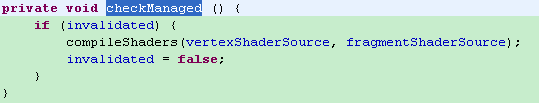 private void checkManaged () {
    if (invalidated) {
        compileShaders(vertexShaderSource, fragmentShaderSource);
        invalidated = false;
    }
}